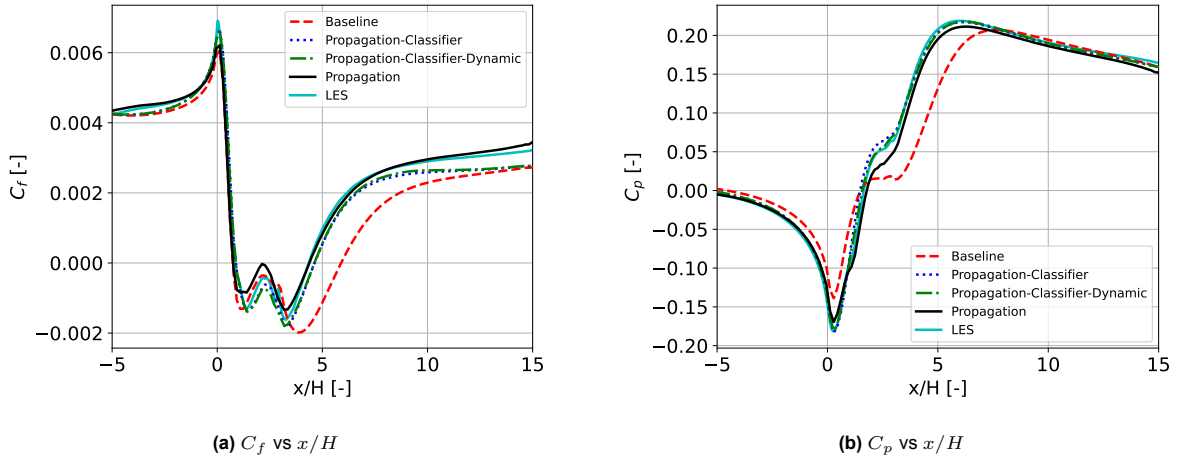 0.006
0.004
0.002
0.000
−0.002
C_f [-]
−5
0
5
10
15
x/H [-]
Baseline
Propagation-Classifier
Propagation-Classifier-Dynamic
Propagation
LES
(a) C_f vs x/H
0.20
0.15
0.10
0.05
0.00
−0.05
−0.10
−0.15
−0.20
C_p [-]
−5
0
5
10
15
x/H [-]
Baseline
Propagation-Classifier
Propagation-Classifier-Dynamic
Propagation
LES
(b) C_p vs x/H